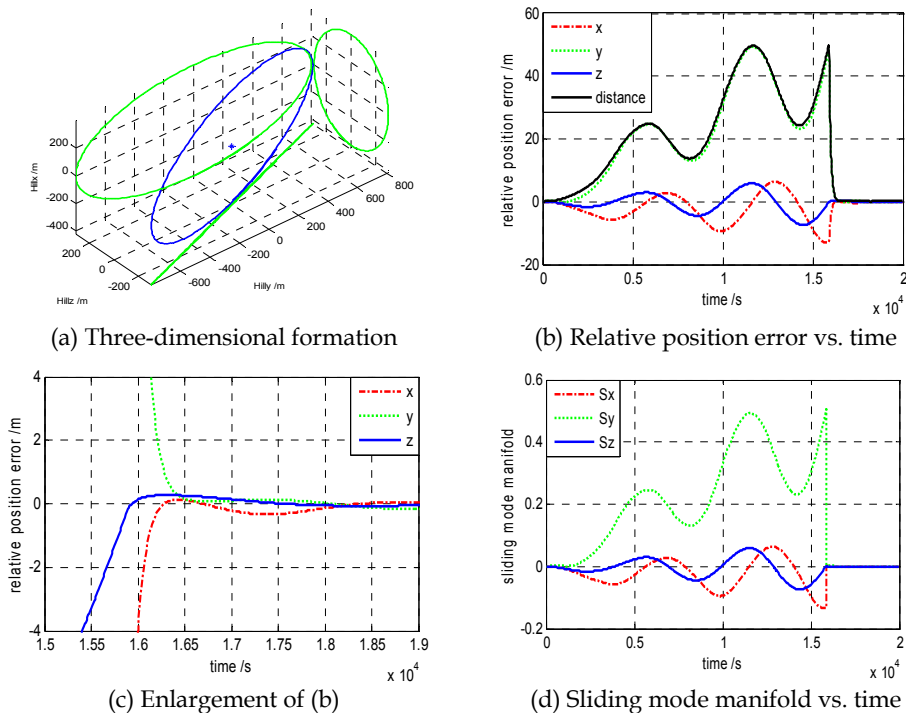 200
0
-200
-400
Hillx /m
200
0
-200
Hillz /m
-600
-400
-200
0
200
400
600
800
Hilly /m
(a) Three-dimensional formation
60
40
20
0
-20
relative position error /m
x
y
z
distance
0
0.5
1
1.5
2
x 10^4
time /s
(b) Relative position error vs. time
4
2
0
-2
-4
relative position error /m
x
y
z
1.5
1.55
1.6
1.65
1.7
1.75
1.8
1.85
1.9
x 10^4
time /s
(c) Enlargement of (b)
0.6
0.4
0.2
0
-0.2
sliding mode manifold
Sx
Sy
Sz
0
0.5
1
1.5
2
x 10^4
time /s
(d) Sliding mode manifold vs. time